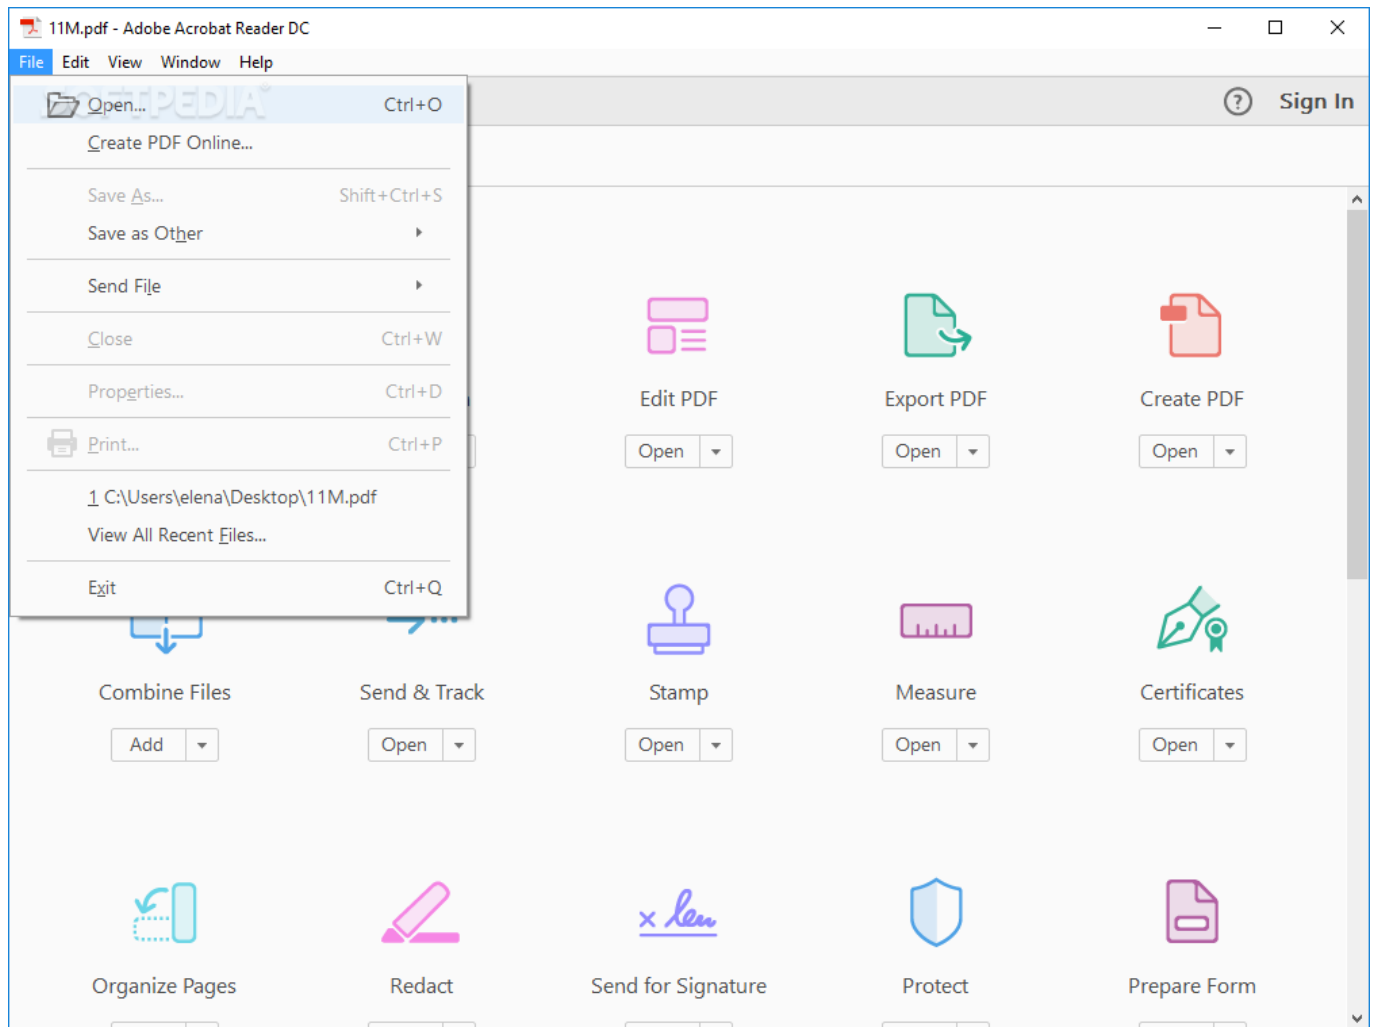 11M.pdf - Adobe Acrobat Reader DC
File Edit View Window Help
SOFTPEDIA®
Open... Ctrl+O
Sign In
Create PDF Online...
Save As... Shift+Ctrl+S
Save as Other
Send File
Close Ctrl+W
Properties... Ctrl+D
Print... Ctrl+P
1 C:\Users\elena\Desktop\11M.pdf
View All Recent Files...
Exit Ctrl+Q
Edit PDF Export PDF Create PDF
Open Open Open
Combine Files Send & Track Stamp Measure Certificates
Add Open Open Open Open
Organize Pages Redact Send for Signature Protect Prepare Form